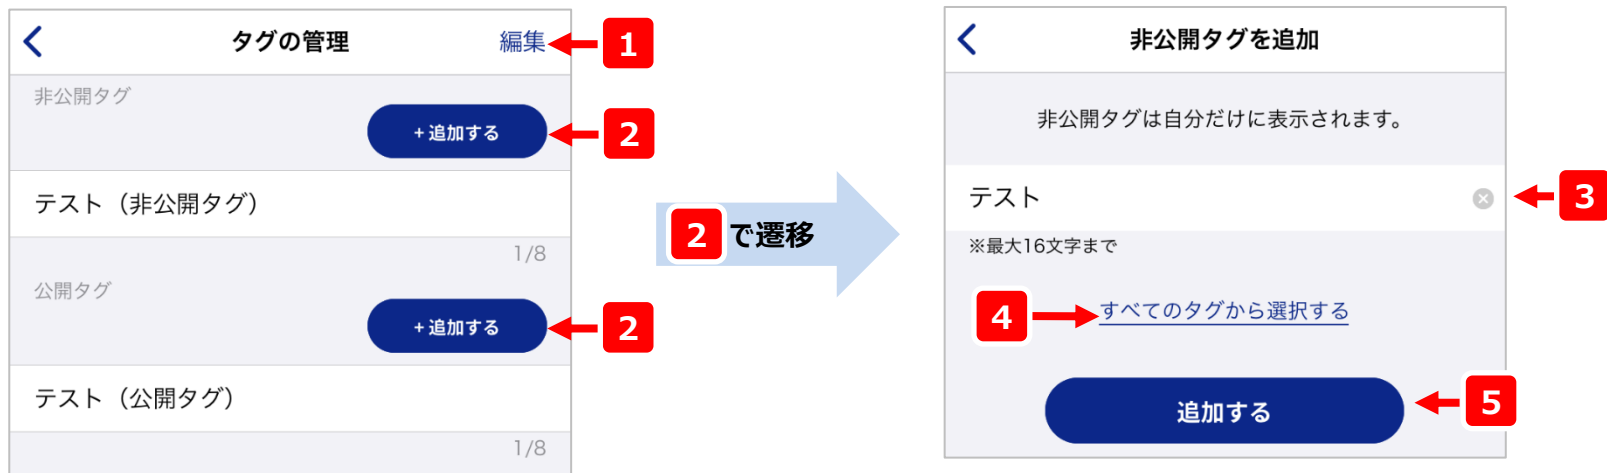 タグの管理
編集
1
非公開タグ
+ 追加する
2
テスト（非公開タグ）
1/8
公開タグ
+ 追加する
2
テスト（公開タグ）
1/8
2 で遷移
非公開タグを追加
非公開タグは自分だけに表示されます。
テスト
3
※最大16文字まで
4
すべてのタグから選択する
追加する
5